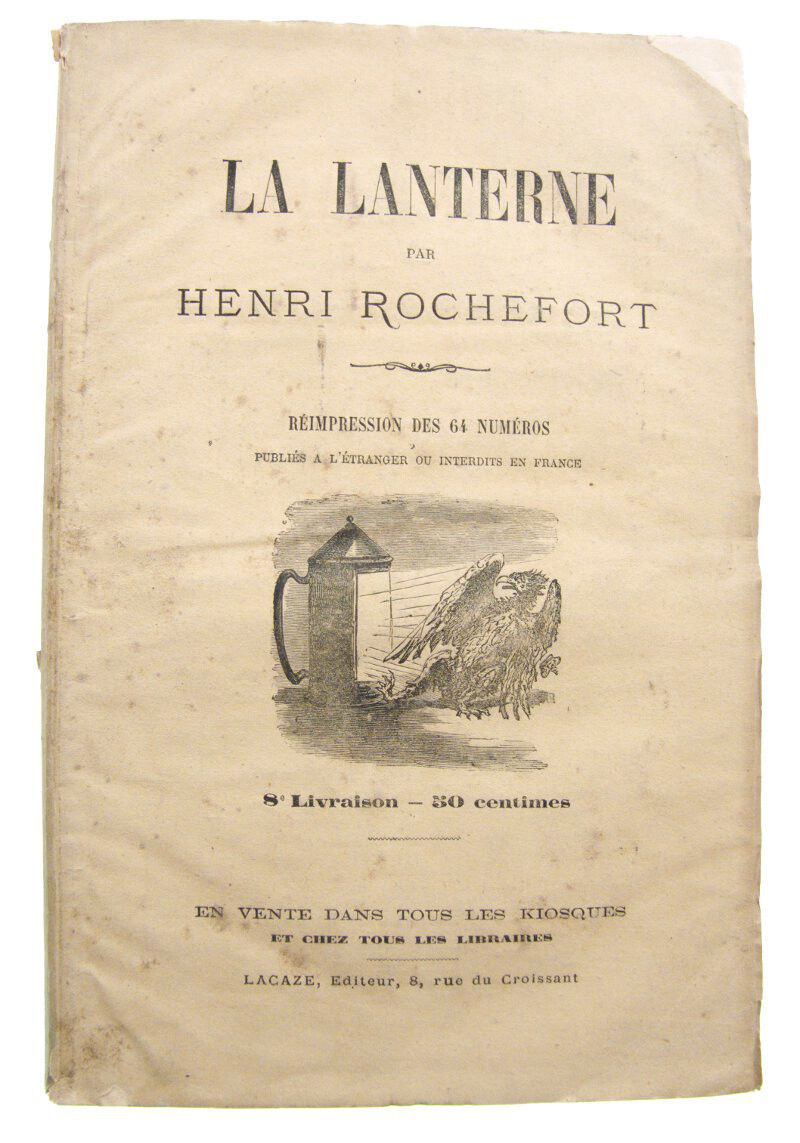 LA LANTERNE
PAR
HENRI ROCHEFORT
RÉIMPRESSION DES 64 NUMÉROS
PUBLIÉS A L'ÉTRANGER OU INTERDITS EN FRANCE
8e Livraison — 50 centimes
EN VENTE DANS TOUS LES KIOSQUES
ET CHEZ TOUS LES LIBRAIRES
LACAZE, Editeur, 8, rue du Croissant